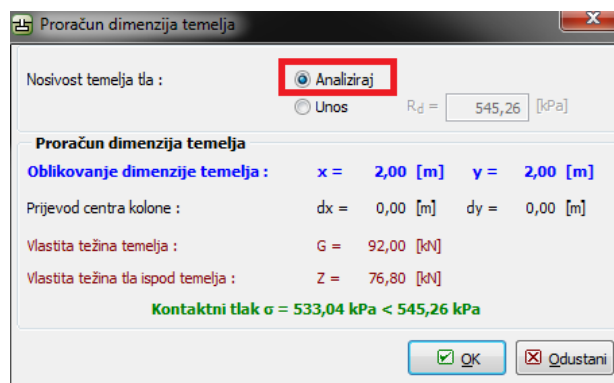 Proračun dimenzija temelja
Nosivost temelja tla : Analiziraj
Unos R_d = 545,26 [kPa]
Proračun dimenzija temelja
Oblikovanje dimenzije temelja : x = 2,00 [m] y = 2,00 [m]
Prijevod centra kolone : dx = 0,00 [m] dy = 0,00 [m]
Vlastita težina temelja : G = 92,00 [kN]
Vlastita težina tla ispod temelja : Z = 76,80 [kN]
Kontaktni tlak σ = 533,04 kPa < 545,26 kPa
OK Odustani